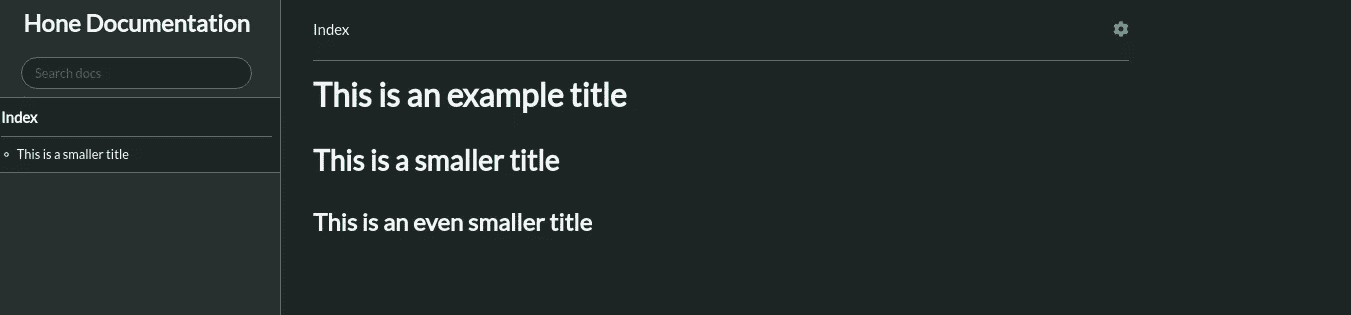 Hone Documentation
Search docs
Index
This is a smaller title
Index
This is an example title
This is a smaller title
This is an even smaller title